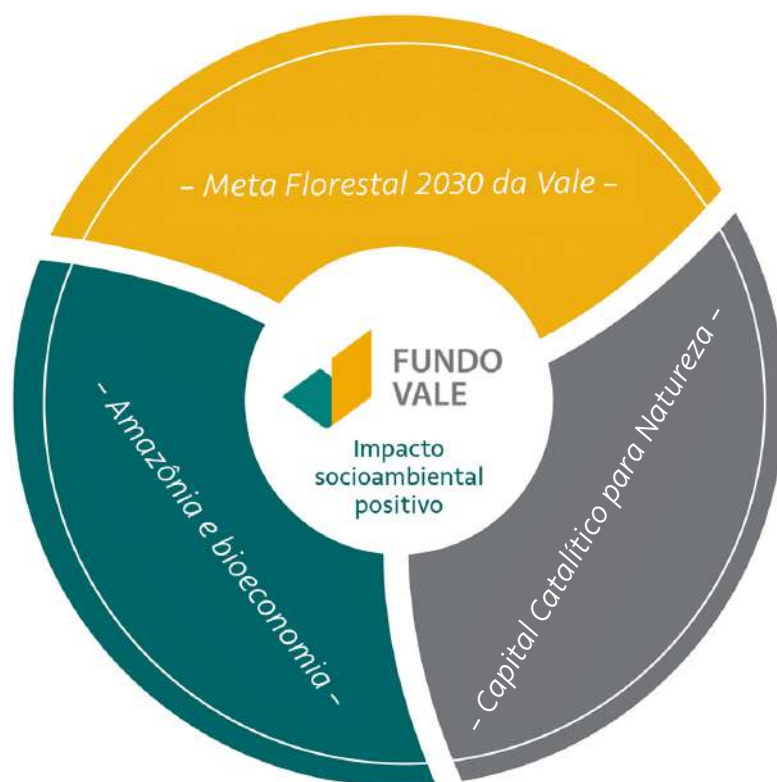 – Meta Florestal 2030 da Vale –
FUNDO
VALE
Impacto
socioambiental
positivo
– Amazônia e bioeconomia –
– Capital Catalítico para Natureza –